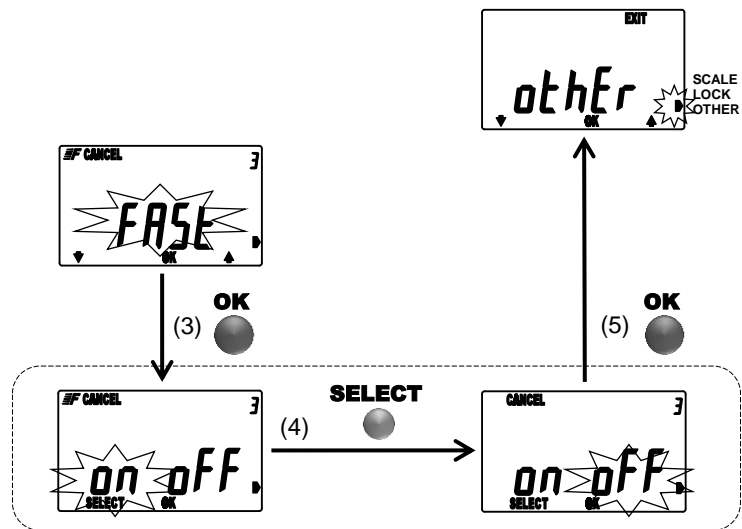 EXIT
othEr
OK
SCALE
LOCK
OTHER
F CANCEL 3
FASt
OK
(3) OK
(5) OK
F CANCEL 3
on oFF
SELECT OK
(4) SELECT
CANCEL 3
on oFF
SELECT OK